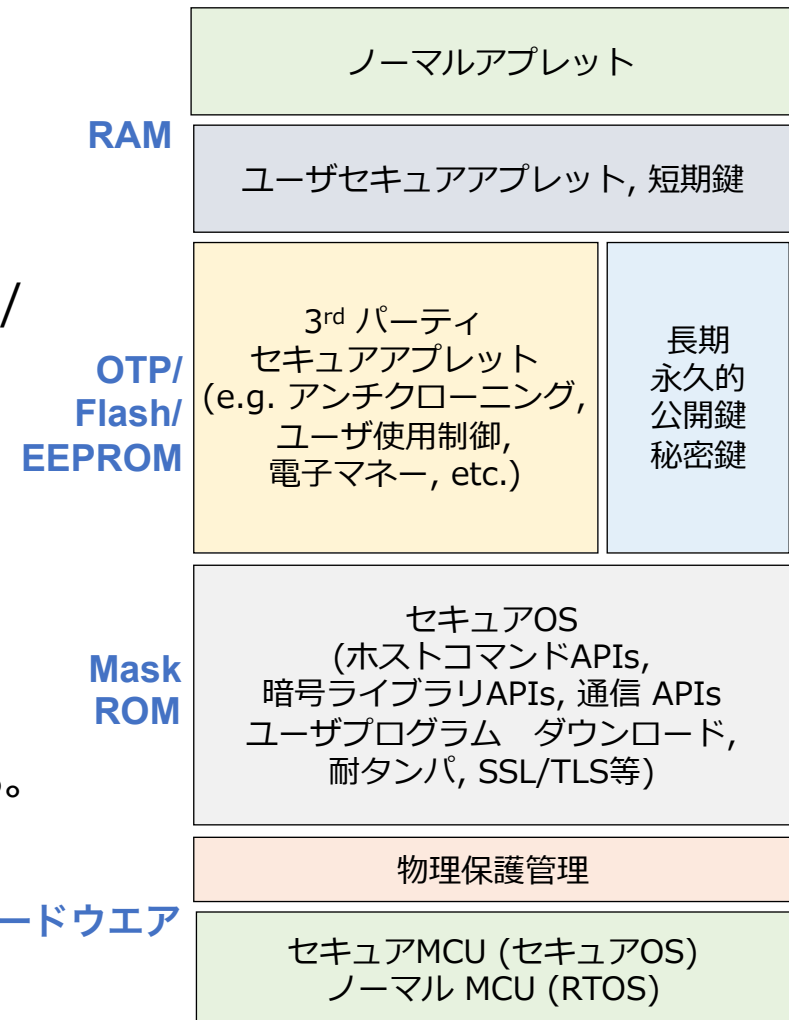 ノーマルアプレット
RAM
ユーザセキュアアプレット, 短期鍵
/
OTP/
Flash/
EEPROM
3rd パーティ
セキュアアプレット
(e.g. アンチクローニング,
ユーザ使用制御,
電子マネー, etc.)
長期
永久的
公開鍵
秘密鍵
Mask
ROM
セキュアOS
(ホストコマンドAPIs,
暗号ライブラリAPIs, 通信 APIs
ユーザプログラム　ダウンロード,
耐タンパ, SSL/TLS等)
。
物理保護管理
ードウエア
セキュアMCU (セキュアOS)
ノーマル MCU (RTOS)